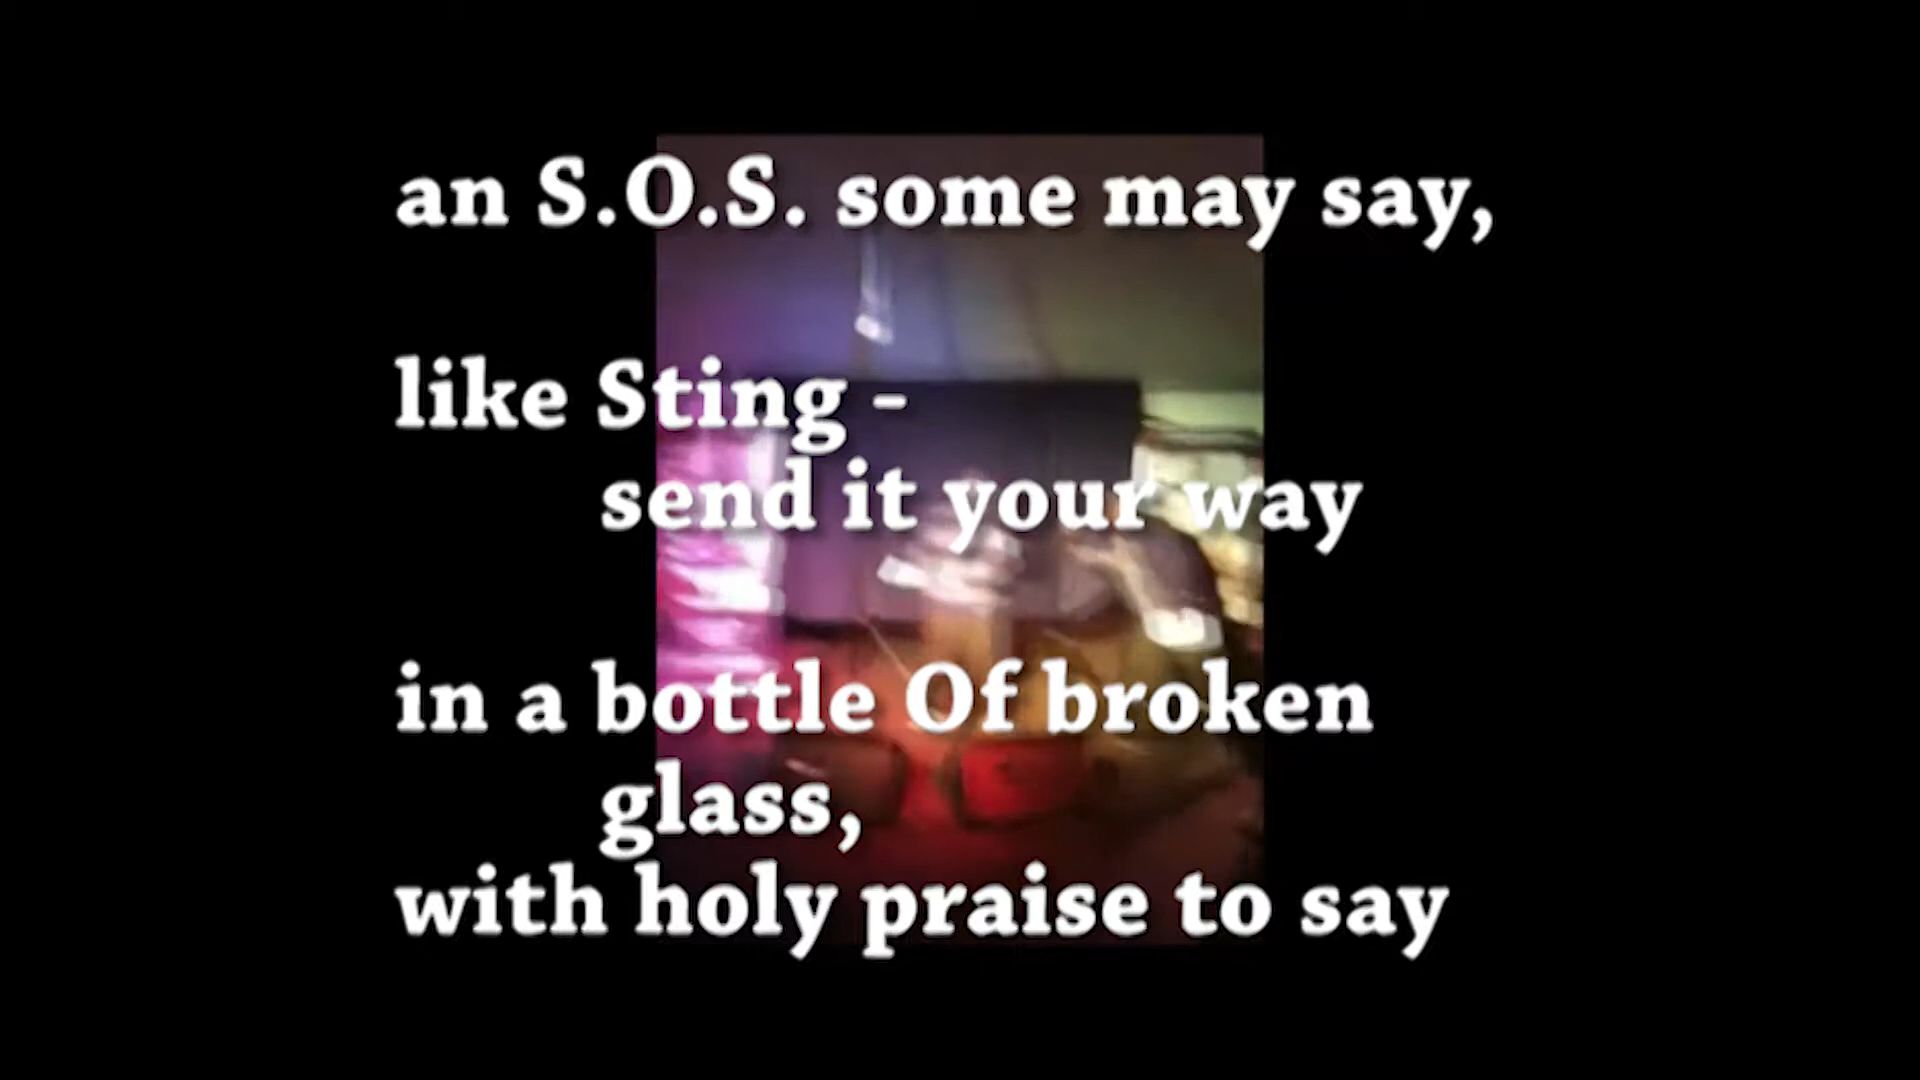 an S.O.S. some may say,
like Sting -
send it your way
in a bottle Of broken
glass,
with holy praise to say